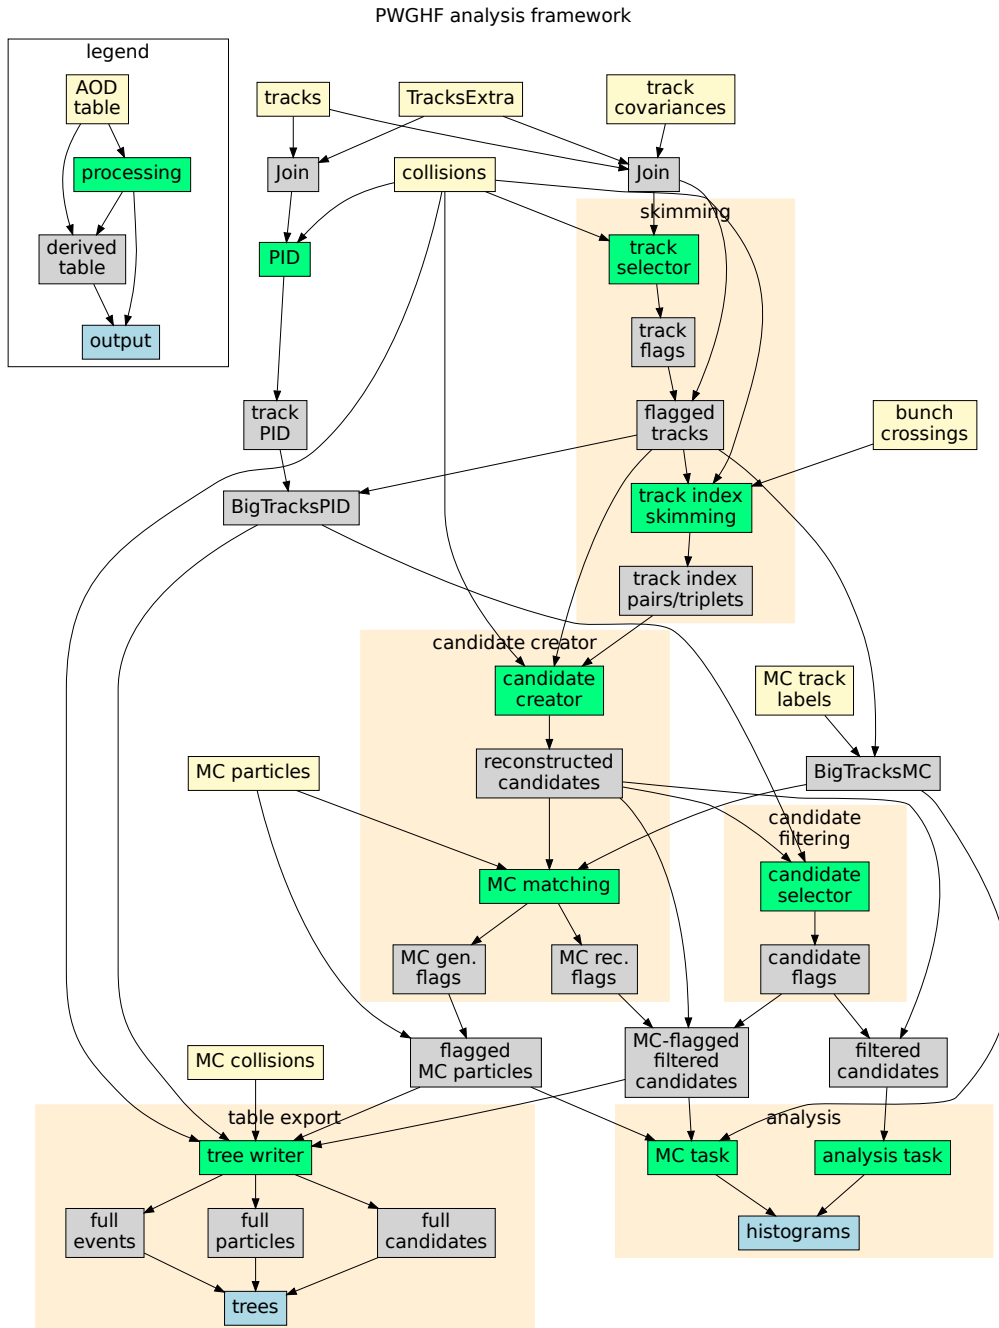 PWGHF analysis framework
legend
AOD
table
processing
derived
table
output
tracks
TracksExtra
track
covariances
Join
collisions
Join
skimming
PID
track
selector
track
flags
track
PID
flagged
tracks
bunch
crossings
BigTracksPID
track index
skimming
track index
pairs/triplets
candidate creator
candidate
creator
MC track
labels
MC particles
reconstructed
candidates
BigTracksMC
candidate
filtering
MC matching
candidate
selector
MC gen.
flags
MC rec.
flags
candidate
flags
MC collisions
flagged
MC particles
MC-flagged
filtered
candidates
filtered
candidates
table export
analysis
tree writer
MC task
analysis task
full
events
full
particles
full
candidates
histograms
trees